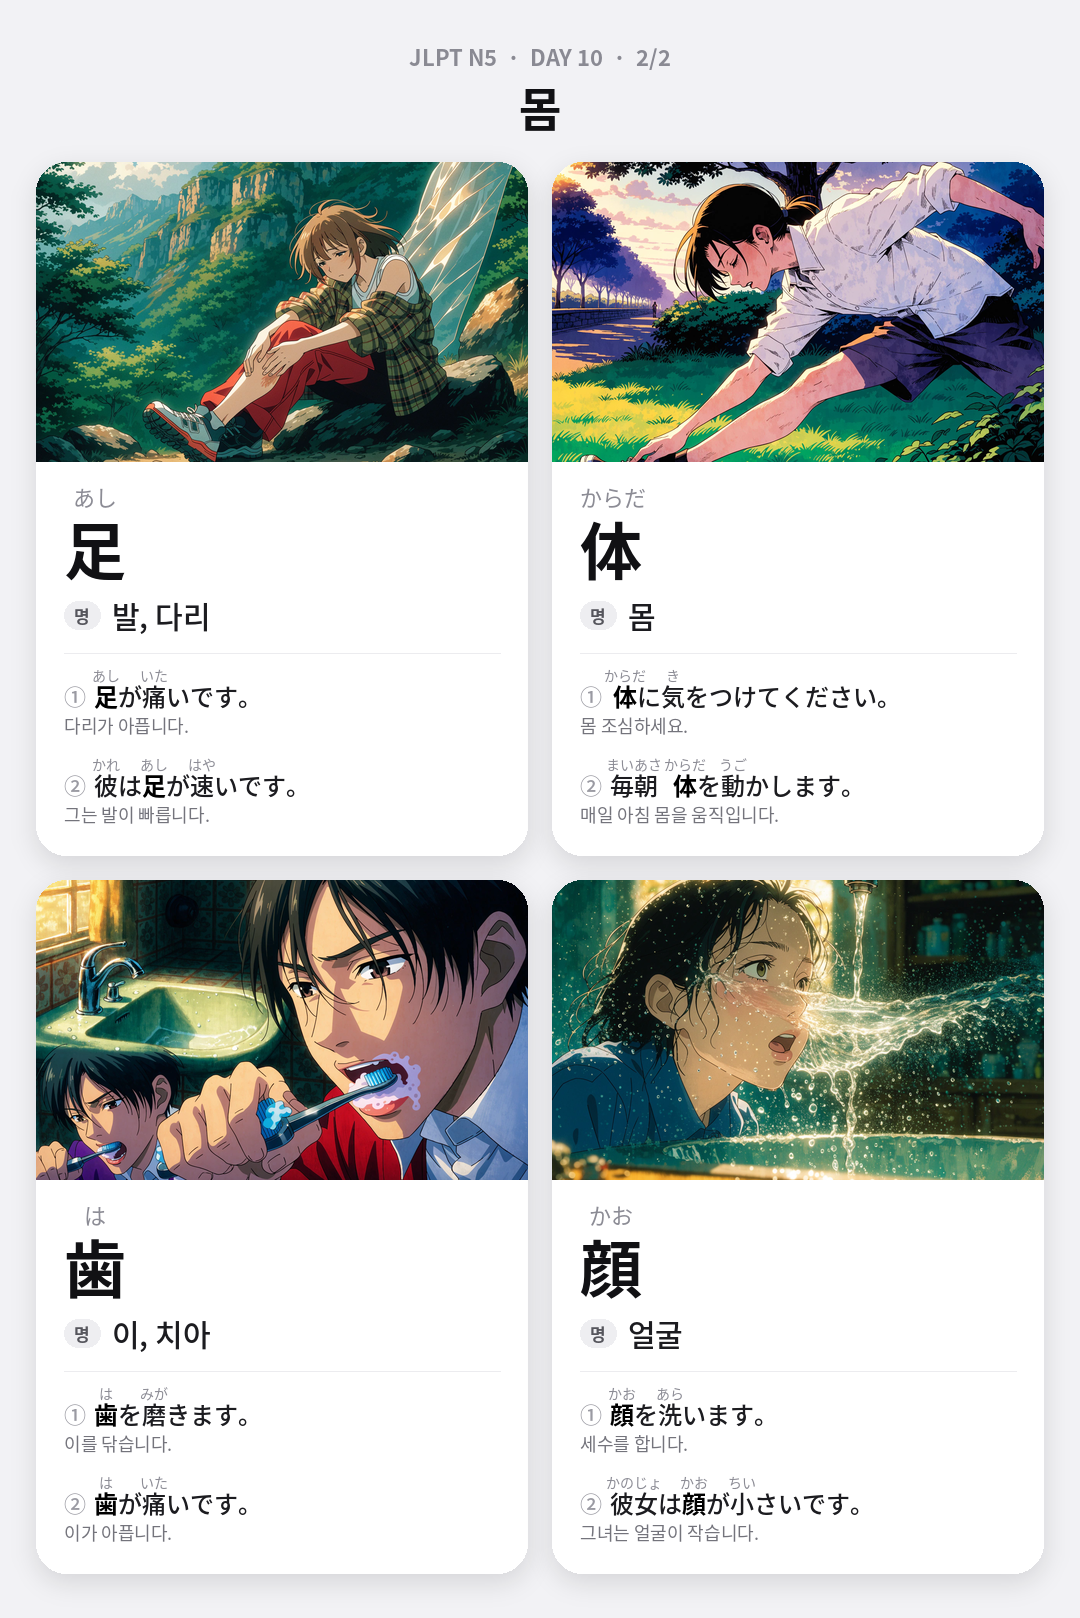 JLPT N5 · DAY 10 · 2/2
몸
あし
足
명 발, 다리
あし いた
① 足が痛いです。
다리가 아픕니다.
かれ あし はや
② 彼は足が速いです。
그는 발이 빠릅니다.
からだ
体
명 몸
からだ き
① 体に気をつけてください。
몸 조심하세요.
まいあさ からだ うご
② 毎朝 体を動かします。
매일 아침 몸을 움직입니다.
は
歯
명 이, 치아
は みが
① 歯を磨きます。
이를 닦습니다.
は いた
② 歯が痛いです。
이가 아픕니다.
かお
顔
명 얼굴
かお あら
① 顔を洗います。
세수를 합니다.
かのじょ かお ちい
② 彼女は顔が小さいです。
그녀는 얼굴이 작습니다.